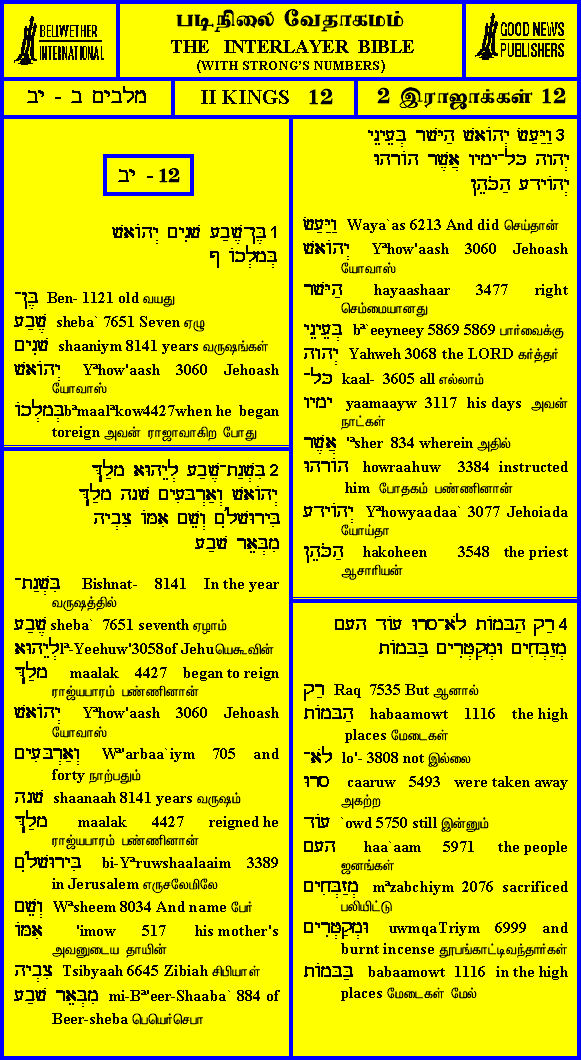 BELLWETHER
INTERNATIONAL
படிநிலை வேதாகமம்
THE INTERLAYER BIBLE
(WITH STRONG'S NUMBERS)
GOOD NEWS
PUBLISHERS
מלכים ב - יב
II KINGS 12
2 இராஜாக்கள் 12
יב - 12
1 בֶּן־שֶׁבַע שָׁנִים יְהוֹאָשׁ
בְּמָלְכוֹ ף
בֶּן־ Ben- 1121 old வயது
שֶׁבַע sheba` 7651 Seven ஏழு
שָׁנִים shaaniym 8141 years வருஷங்கள்
יְהוֹאָשׁ Yªhow'aash 3060 Jehoash
யோவாஸ்
בְּמָלְכוֹbªmaalªkow4427when he began
toreign அவன் ராஜாவாகிற போது
2 בִּשְׁנַת־שֶׁבַע לְיֵהוּא מָלַךְ
יְהוֹאָשׁ וְאַרְבָּעִים שָׁנָה מָלַךְ
בִּירוּשָׁלִָם וְשֵׁם אִמּוֹ צִבְיָה
מִבְּאֵר שָׁבַע
בִּשְׁנַת־ Bishnat- 8141 In the year
வருஷத்தில்
שֶׁבַע sheba` 7651 seventh ஏழாம்
לְיֵהוּאlª-Yeehuw'3058of Jehuயெகூவின்
מָלַךְ maalak 4427 began to reign
ராஜ்யபாரம் பண்ணினான்
יְהוֹאָשׁ Yªhow'aash 3060 Jehoash
யோவாஸ்
וְאַרְבָּעִים Wª'arbaa`iym 705 and
forty நாற்பதும்
שָׁנָה shaanaah 8141 years வருஷம்
מָלַךְ maalak 4427 reigned he
ராஜ்யபாரம் பண்ணினான்
בִּירוּשָׁלִַם bi-Yªruwshaalaaim 3389
in Jerusalem எருசலேமிலே
וְשֵׁם Wªsheem 8034 And name பேர்
אִמּוֹ 'imow 517 his mother's
அவனுடைய தாயின்
צִבְיָה Tsibyaah 6645 Zibiah சிபியாள்
מִבְּאֵר שָׁבַע mi-Bª'eer-Shaaba` 884 of
Beer-sheba பெயெர்செபா
3 וַיַּעַשׂ יְהוֹאָשׁ הַיָּשָׁר בְּעֵינֵי
יְהוָה כָּל־יָמָיו אֲשֶׁר הוֹרָהוּ
יְהוֹיָדָע הַכֹּהֵן
וַיַּעַשׂ Waya`as 6213 And did செய்தான்
יְהוֹאָשׁ Yªhow'aash 3060 Jehoash
யோவாஸ்
הַיָּשָׁר hayaashaar 3477 right
செம்மையானது
בְּעֵינֵי bª`eeyneey 5869 5869 பார்வைக்கு
יְהוָה Yahweh 3068 the LORD கர்த்தர்
כָּל־ kaal- 3605 all எல்லாம்
יָמָיו yaamaayw 3117 his days அவன்
நாட்கள்
אֲשֶׁר 'ªsher 834 wherein அதில்
הוֹרָהוּ howraahuw 3384 instructed
him போதகம் பண்ணினான்
יְהוֹיָדָע Yªhowyaadaa` 3077 Jehoiada
யோய்தா
הַכֹּהֵן hakoheen 3548 the priest
ஆசாரியன்
4 רַק הַבָּמוֹת לֹא־סָרוּ עוֹד הָעָם
מְזַבְּחִים וּמְקַטְּרִים בַּבָּמוֹת
רַק Raq 7535 But ஆனால்
הַבָּמוֹת habaamowt 1116 the high
places மேடைகள்
לֹא־ lo'- 3808 not இல்லை
סָרוּ caaruw 5493 were taken away
அகற்ற
עוֹד `owd 5750 still இன்னும்
הָעָם haa`aam 5971 the people
ஜனங்கள்
מְזַבְּחִים mªzabchiym 2076 sacrificed
பலியிட்டு
וּמְקַטְּרִים uwmqaTriym 6999 and
burnt incense தூபங்காட்டிவந்தார்கள்
בַּבָּמוֹת babaamowt 1116 in the high
places மேடைகள் மேல்